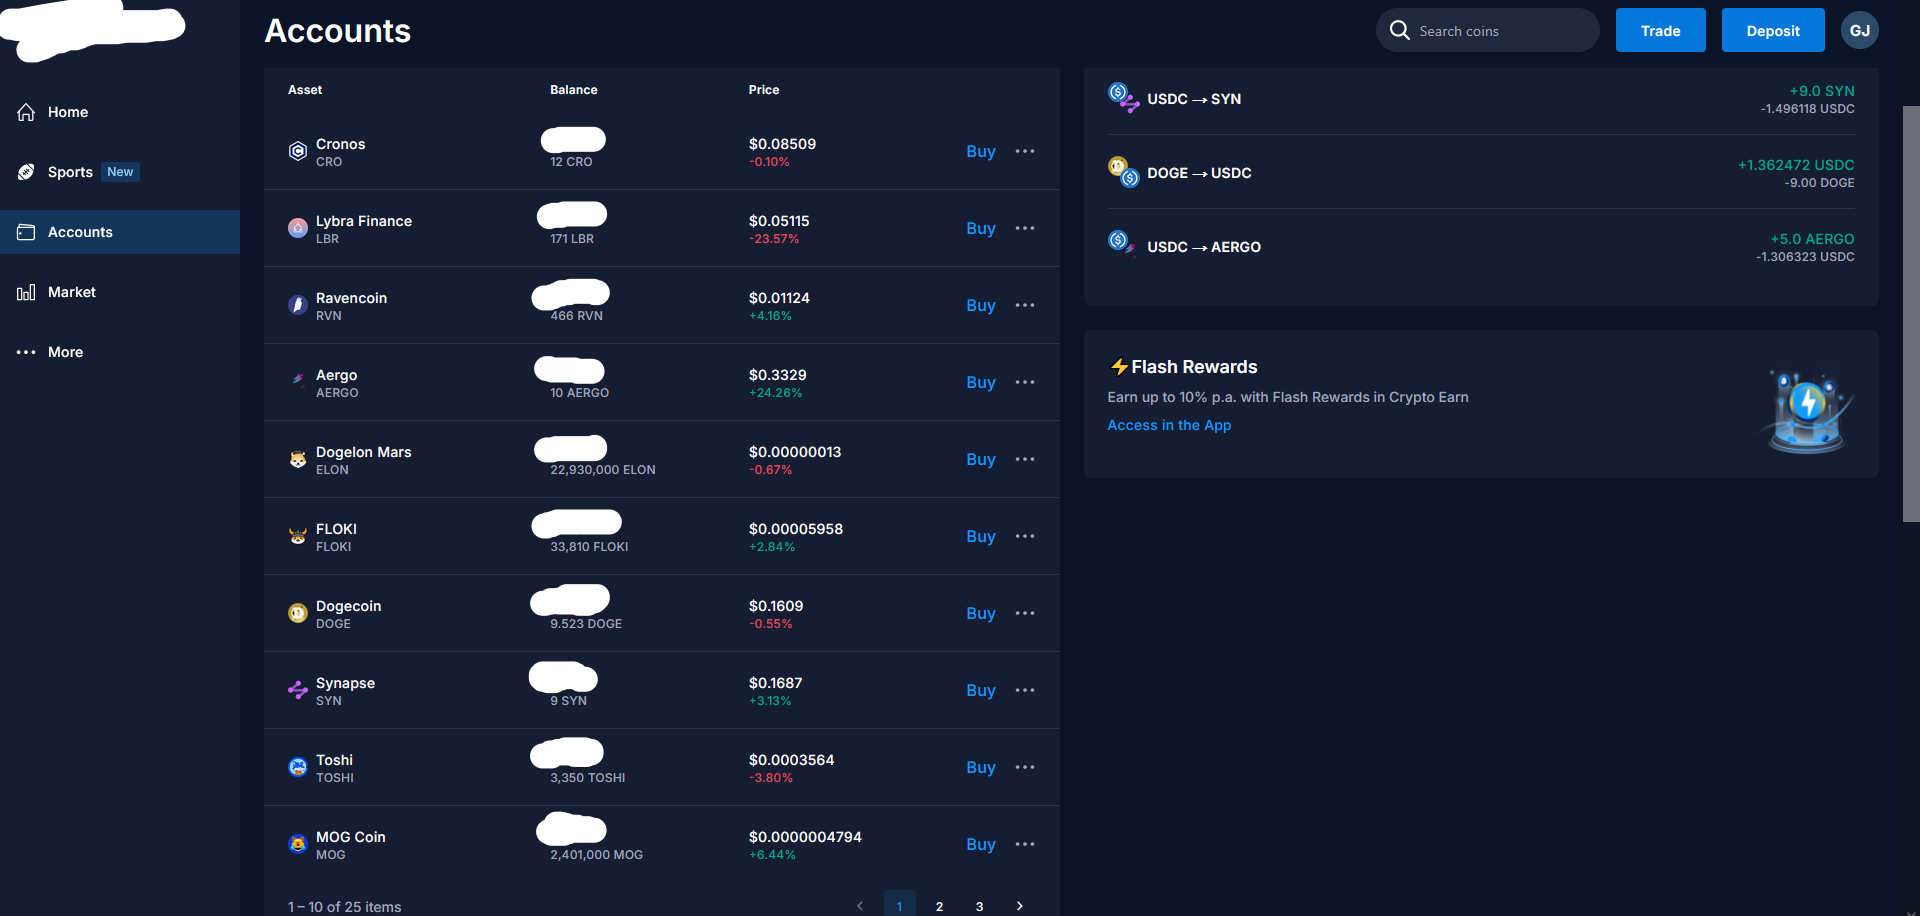 Accounts
Search coins
Trade
Deposit
GJ
Home
Sports New
Accounts
Market
More
Asset Balance Price
Cronos $0.08509
CRO 12 CRO -0.10%
Buy
Lybra Finance $0.05115
LBR 171 LBR -23.57%
Buy
Ravencoin $0.01124
RVN 466 RVN +4.16%
Buy
Aergo $0.3329
AERGO 10 AERGO +24.26%
Buy
Dogelon Mars $0.00000013
ELON 22,930,000 ELON -0.67%
Buy
FLOKI $0.00005958
FLOKI 33,810 FLOKI +2.84%
Buy
Dogecoin $0.1609
DOGE 9.523 DOGE -0.55%
Buy
Synapse $0.1687
SYN 9 SYN +3.13%
Buy
Toshi $0.0003564
TOSHI 3,350 TOSHI -3.80%
Buy
MOG Coin $0.0000004794
MOG 2,401,000 MOG +6.44%
Buy
1 – 10 of 25 items
1 2 3
USDC → SYN +9.0 SYN
-1.496118 USDC
DOGE → USDC +1.362472 USDC
-9.00 DOGE
USDC → AERGO +5.0 AERGO
-1.306323 USDC
⚡Flash Rewards
Earn up to 10% p.a. with Flash Rewards in Crypto Earn
Access in the App